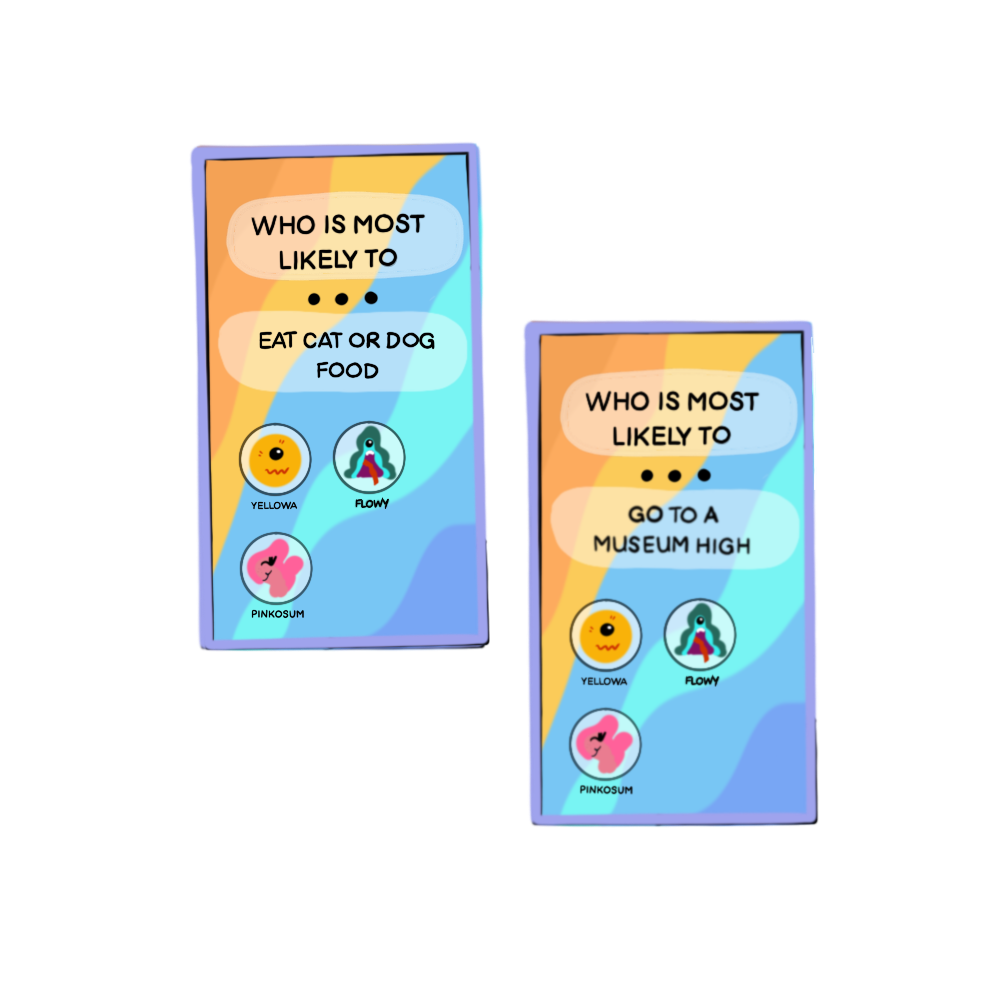 WHO IS MOST
LIKELY TO
...
EAT CAT OR DOG
FOOD
YELLOWA
FLOWY
PINKOSUM
WHO IS MOST
LIKELY TO
...
GO TO A
MUSEUM HIGH
YELLOWA
FLOWY
PINKOSUM